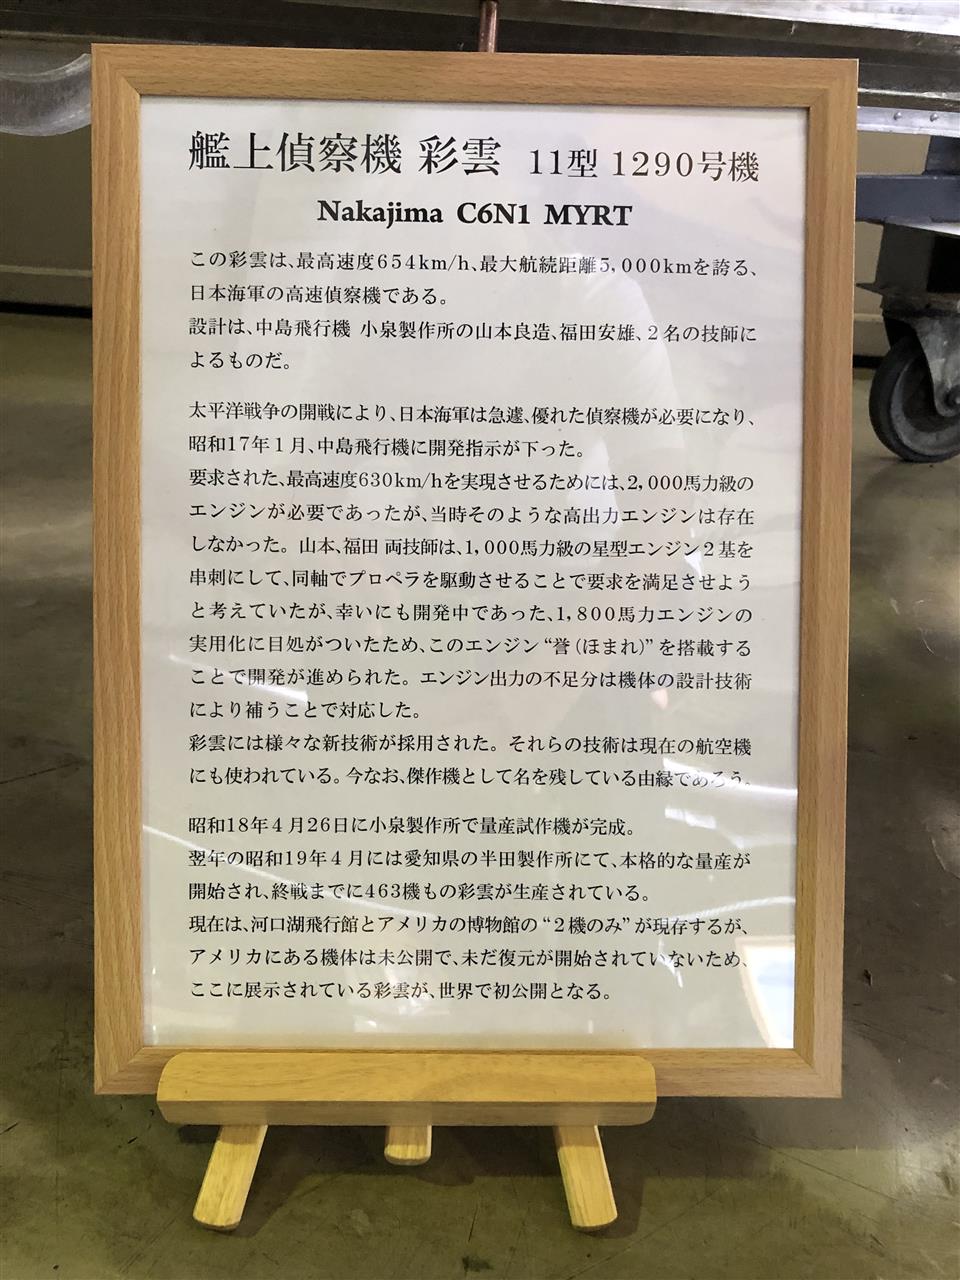 艦上偵察機 彩雲 11型 1290号機
Nakajima C6N1 MYRT
この彩雲は、最高速度654km/h、最大航続距離5,000kmを誇る、
日本海軍の高速偵察機である。
設計は、中島飛行機 小泉製作所の山本良造、福田安雄、2名の技師に
よるものだ。
太平洋戦争の開戦により、日本海軍は急遽、優れた偵察機が必要になり、
昭和17年1月、中島飛行機に開発指示が下った。
要求された、最高速度630km/hを実現させるためには、2,000馬力級の
エンジンが必要であったが、当時そのような高出力エンジンは存在
しなかった。山本、福田 両技師は、1,000馬力級の星型エンジン2基を
串刺にして、同軸でプロペラを駆動させることで要求を満足させよう
と考えていたが、幸いにも開発中であった、1,800馬力エンジンの
実用化に目処がついたため、このエンジン“誉(ほまれ)”を搭載する
ことで開発が進められた。エンジン出力の不足分は機体の設計技術
により補うことで対応した。
彩雲には様々な新技術が採用された。それらの技術は現在の航空機
にも使われている。今なお、傑作機として名を残している由縁であろう。
昭和18年4月26日に小泉製作所で量産試作機が完成。
翌年の昭和19年4月には愛知県の半田製作所にて、本格的な量産が
開始され、終戦までに463機もの彩雲が生産されている。
現在は、河口湖飛行館とアメリカの博物館の“2機のみ”が現存するが、
アメリカにある機体は未公開で、未だ復元が開始されていないため、
ここに展示されている彩雲が、世界で初公開となる。